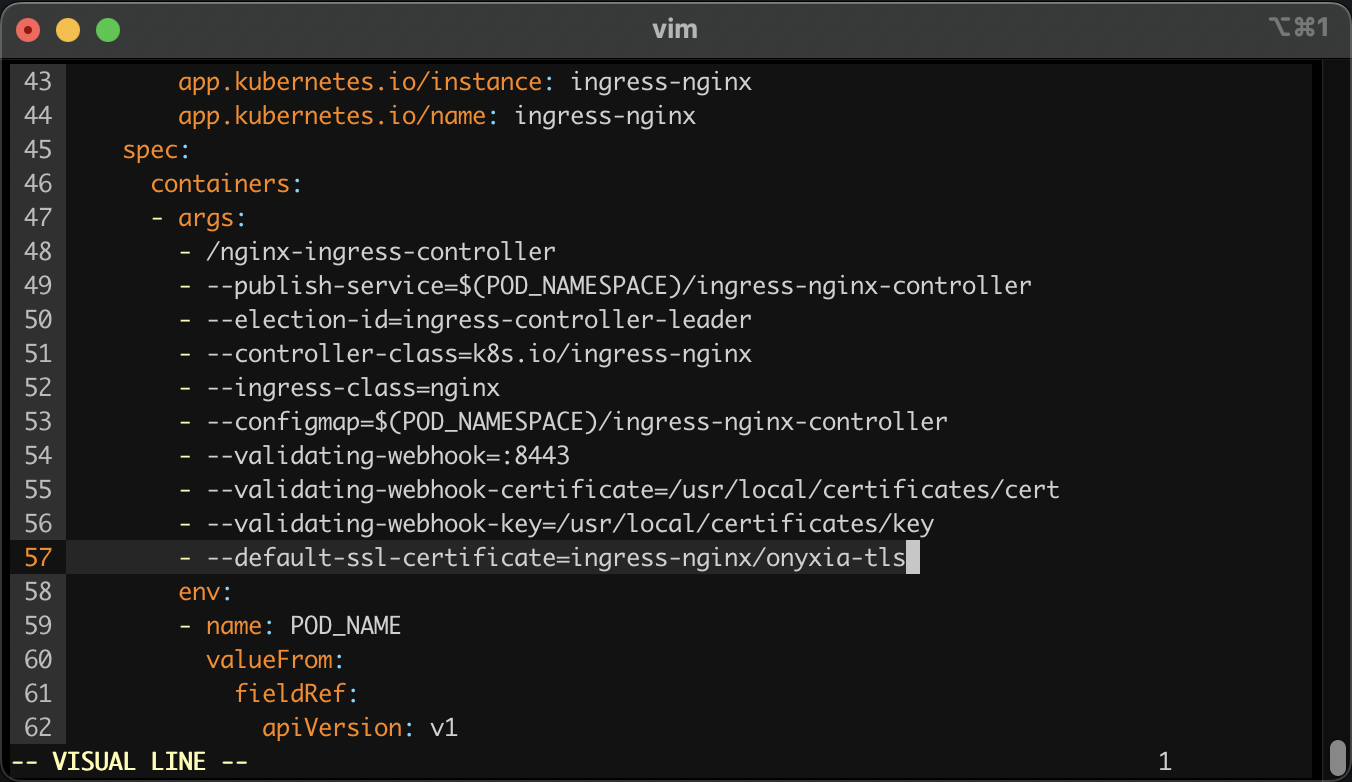 vim
⌥⌘1
43 app.kubernetes.io/instance: ingress-nginx
44 app.kubernetes.io/name: ingress-nginx
45 spec:
46 containers:
47 - args:
48 - /nginx-ingress-controller
49 - --publish-service=$(POD_NAMESPACE)/ingress-nginx-controller
50 - --election-id=ingress-controller-leader
51 - --controller-class=k8s.io/ingress-nginx
52 - --ingress-class=nginx
53 - --configmap=$(POD_NAMESPACE)/ingress-nginx-controller
54 - --validating-webhook=:8443
55 - --validating-webhook-certificate=/usr/local/certificates/cert
56 - --validating-webhook-key=/usr/local/certificates/key
57 - --default-ssl-certificate=ingress-nginx/onyxia-tls
58 env:
59 - name: POD_NAME
60 valueFrom:
61 fieldRef:
62 apiVersion: v1
-- VISUAL LINE -- 1